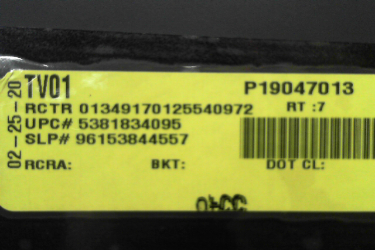 02-25-20
TV01 P19047013
RCTR 01349170125540972 RT :7
UPC# 5381834095
SLP# 96153844557
RCRA: BKT: DOT CL: